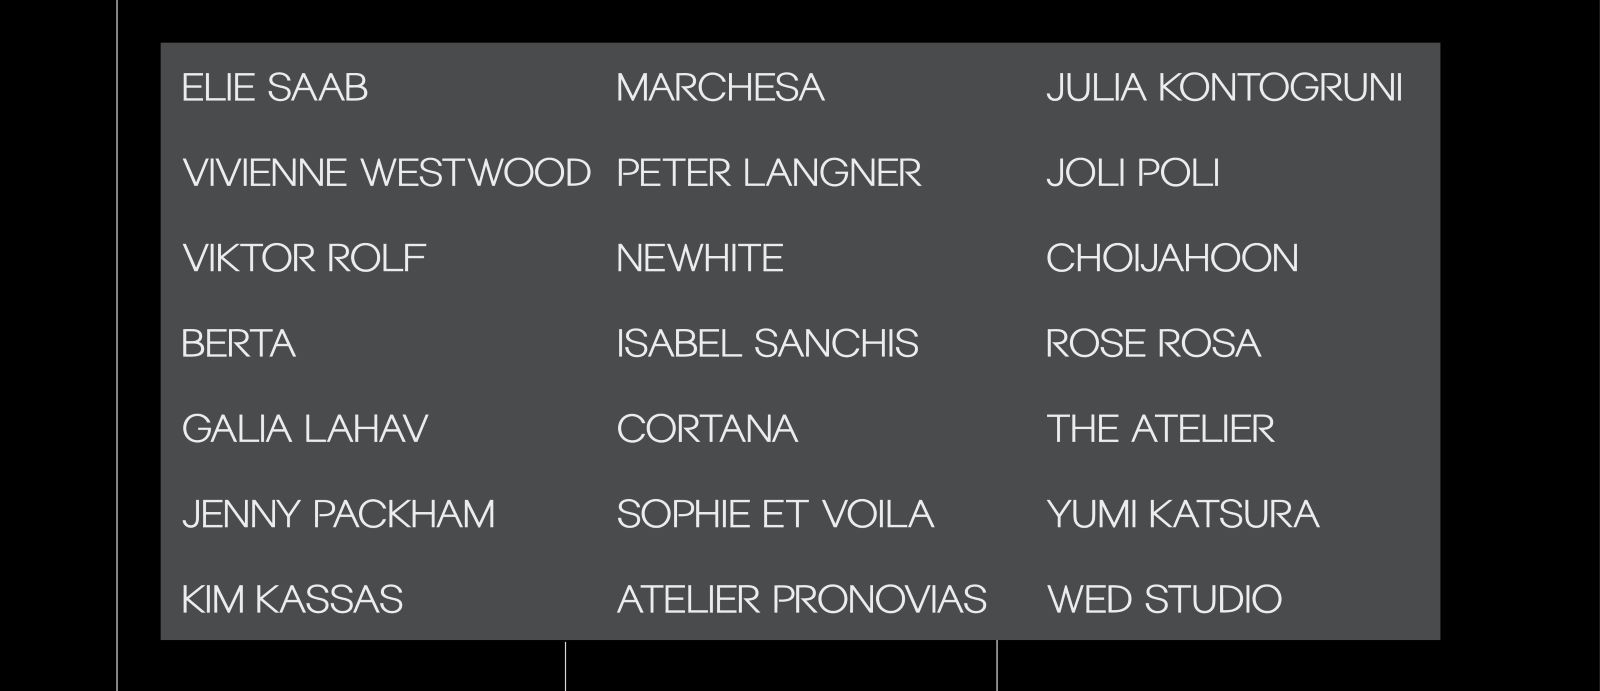 ELIE SAAB
VIVIENNE WESTWOOD
VIKTOR ROLF
BERTA
GALIA LAHAV
JENNY PACKHAM
KIM KASSAS
MARCHESA
PETER LANGNER
NEWHITE
ISABEL SANCHIS
CORTANA
SOPHIE ET VOILA
ATELIER PRONOVIAS
JULIA KONTOGRUNI
JOLI POLI
CHOIJAHOON
ROSE ROSA
THE ATELIER
YUMI KATSURA
WED STUDIO